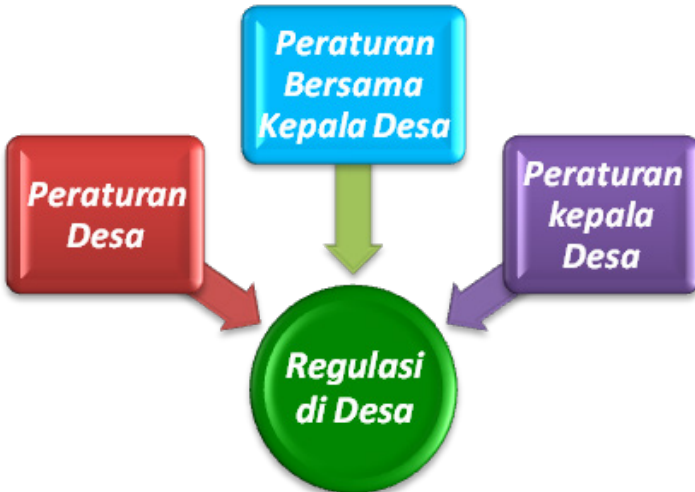 Peraturan
Bersama
Kepala Desa
Peraturan
Desa
Peraturan
kepala
Desa
Regulasi
di Desa